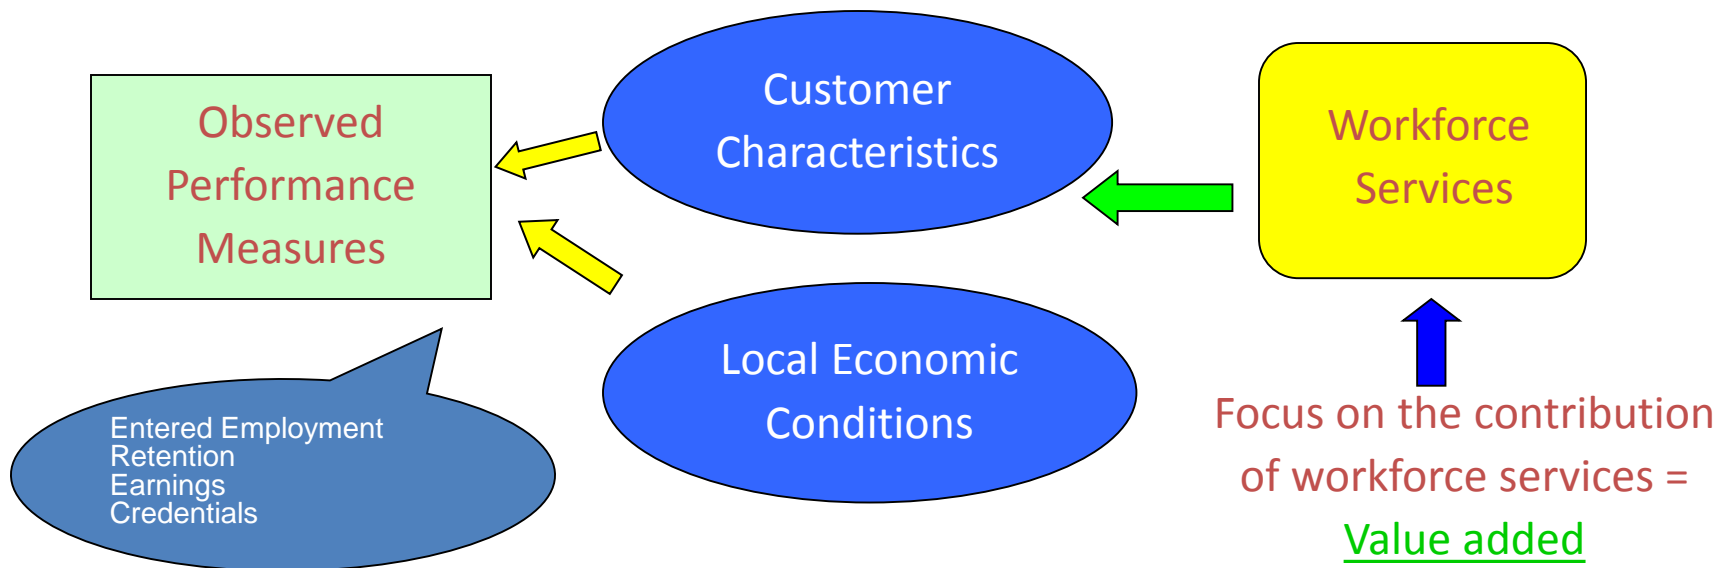 Observed
Performance
Measures
Customer
Characteristics
Workforce
Services
Local Economic
Conditions
Entered Employment
Retention
Earnings
Credentials
Focus on the contribution
of workforce services =
Value added